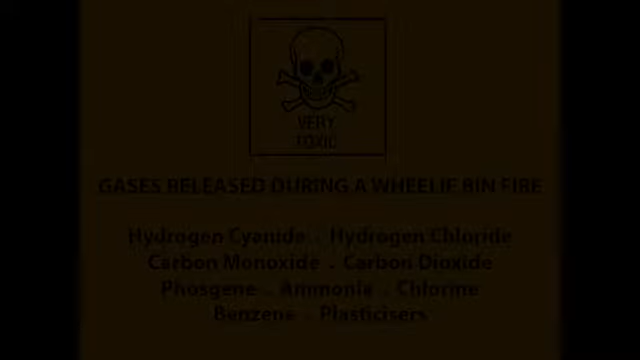 VERY
TOXIC
GASES RELEASED DURING A WHEELIE BIN FIRE
Hydrogen Cyanide - Hydrogen Chloride
Carbon Monoxide - Carbon Dioxide
Phosgene - Ammonia - Chlorine
Benzene - Plasticisers